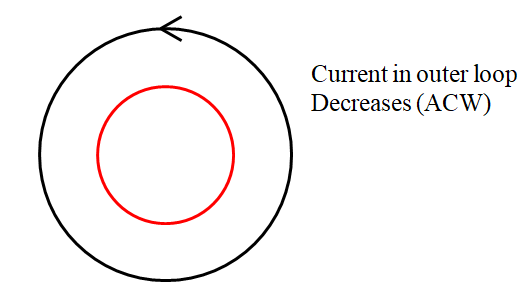 Current in outer loop
Decreases (ACW)